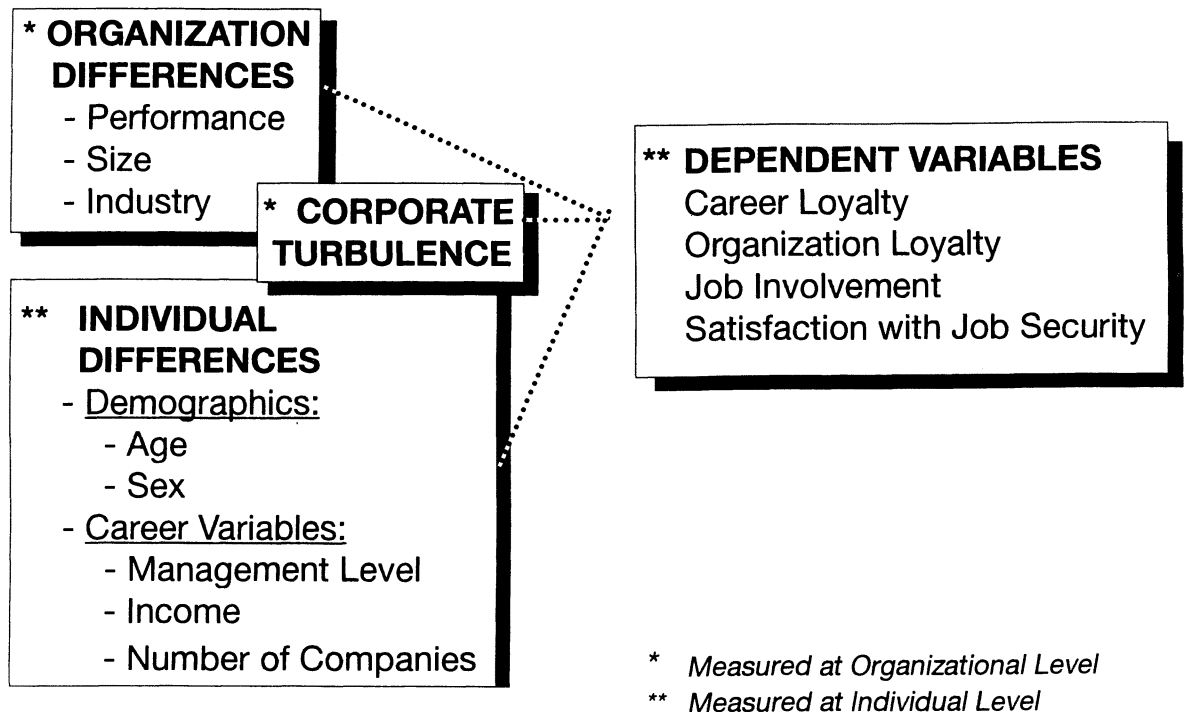 * ORGANIZATION
DIFFERENCES
- Performance
- Size
- Industry
* CORPORATE
TURBULENCE
** INDIVIDUAL
DIFFERENCES
- Demographics:
- Age
- Sex
- Career Variables:
- Management Level
- Income
- Number of Companies
** DEPENDENT VARIABLES
Career Loyalty
Organization Loyalty
Job Involvement
Satisfaction with Job Security
* Measured at Organizational Level
** Measured at Individual Level